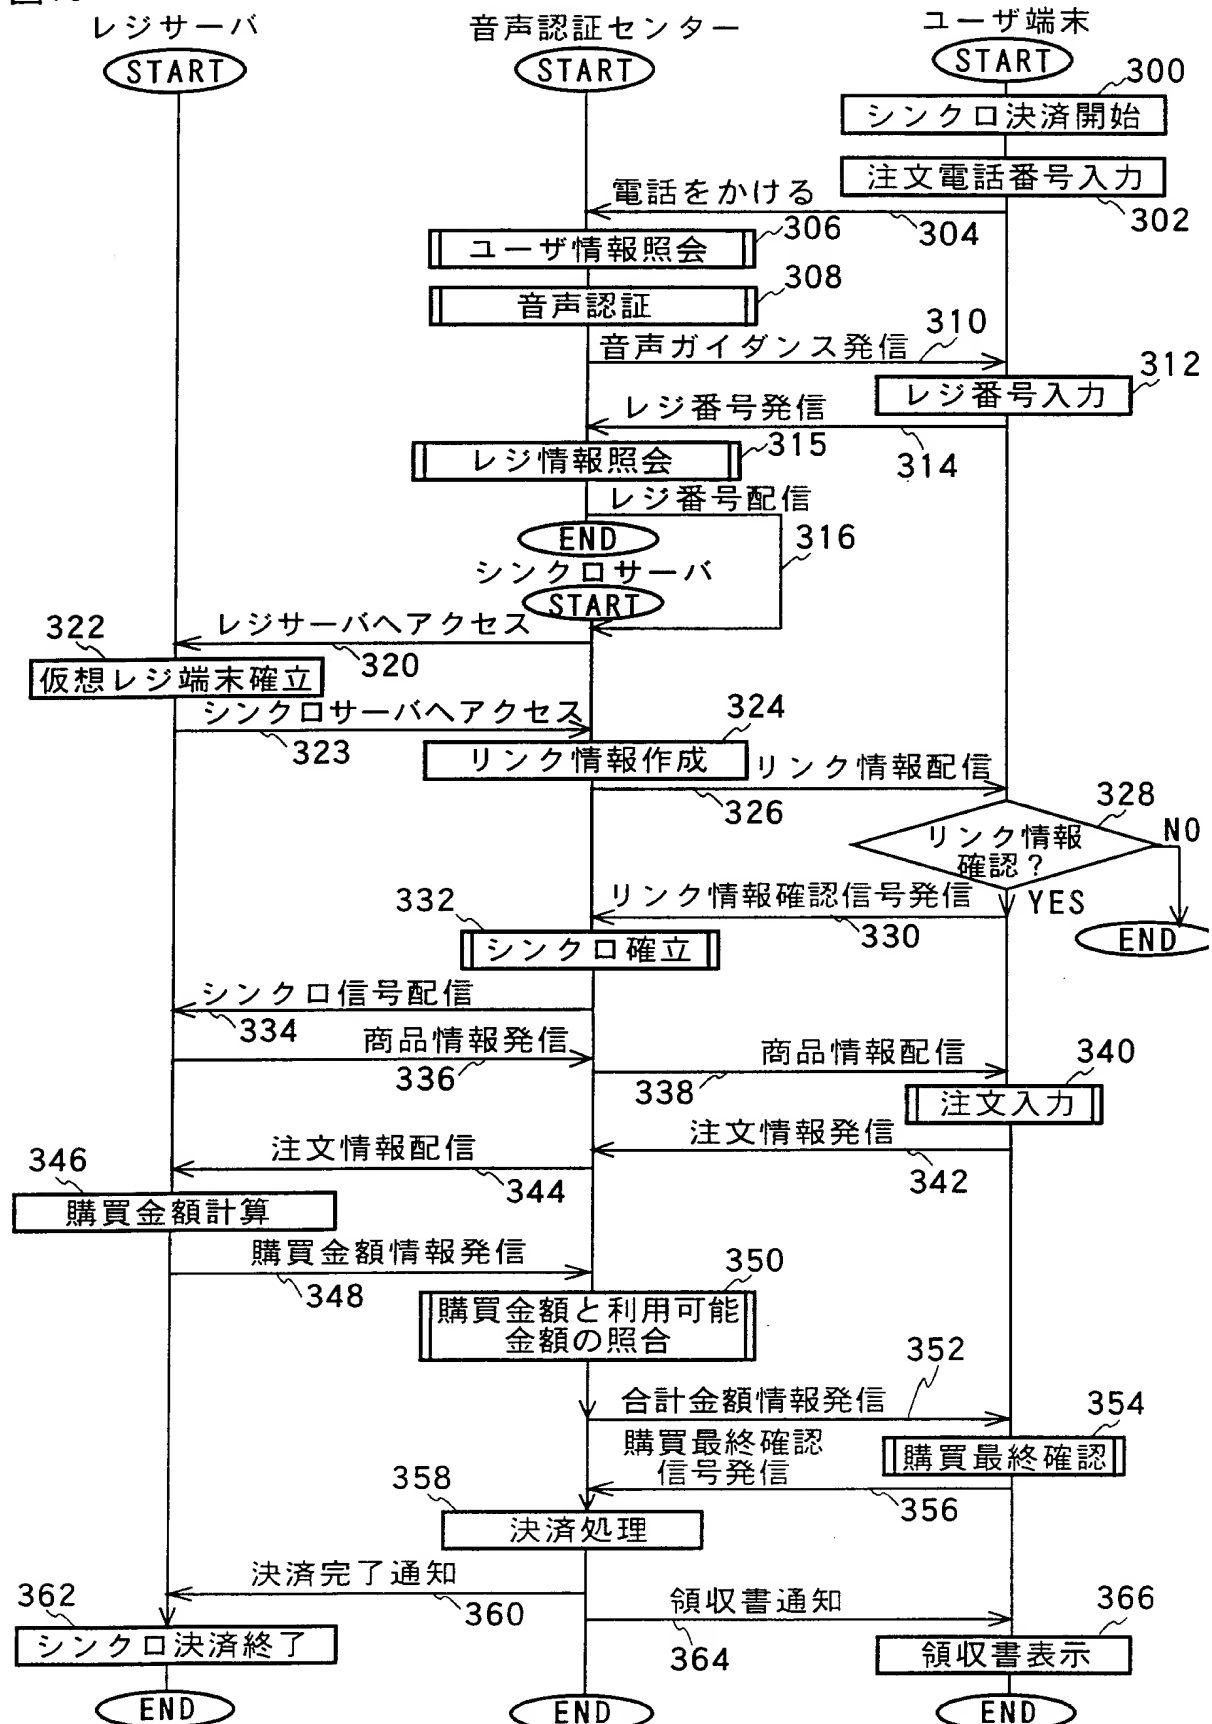 レジサーバ
音声認証センター
ユーザ端末
START
START
START
300
シンクロ決済開始
注文電話番号入力
302
電話をかける
304
306
ユーザ情報照会
308
音声認証
310
音声ガイダンス発信
312
レジ番号入力
レジ番号発信
314
315
レジ情報照会
レジ番号配信
316
END
シンクロサーバ
START
レジサーバへアクセス
320
322
仮想レジ端末確立
シンクロサーバへアクセス
323
324
リンク情報作成
リンク情報配信
326
328
リンク情報
確認?
NO
YES
END
リンク情報確認信号発信
330
332
シンクロ確立
シンクロ信号配信
334
商品情報発信
336
商品情報配信
338
340
注文入力
注文情報発信
342
注文情報配信
344
346
購買金額計算
購買金額情報発信
348
350
購買金額と利用可能
金額の照合
352
合計金額情報発信
354
購買最終確認
購買最終確認
信号発信
356
358
決済処理
決済完了通知
360
362
シンクロ決済終了
領収書通知
364
366
領収書表示
END
END
END